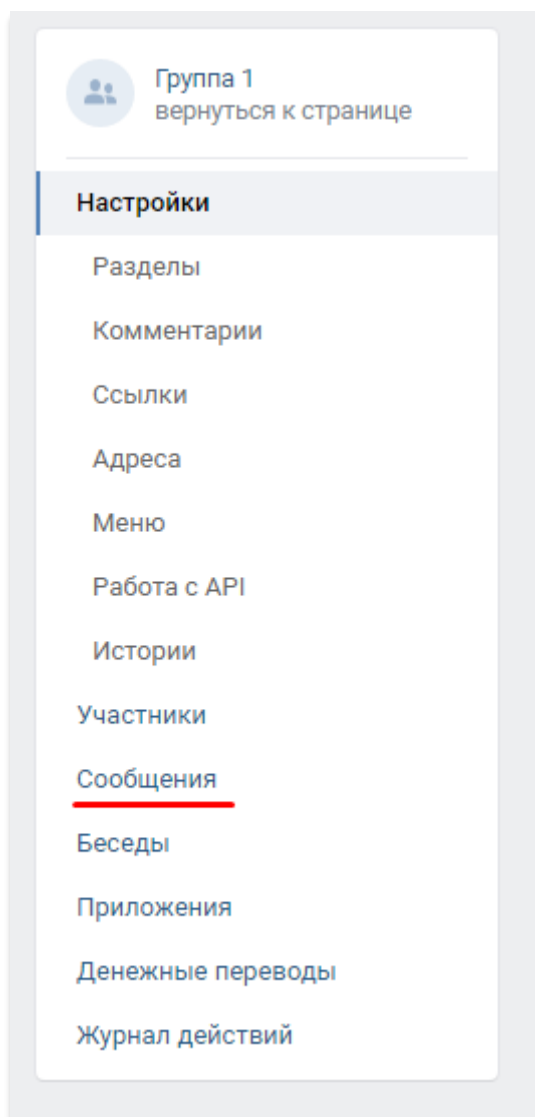 Группа 1
вернуться к странице
Настройки
Разделы
Комментарии
Ссылки
Адреса
Меню
Работа с API
Истории
Участники
Сообщения
Беседы
Приложения
Денежные переводы
Журнал действий